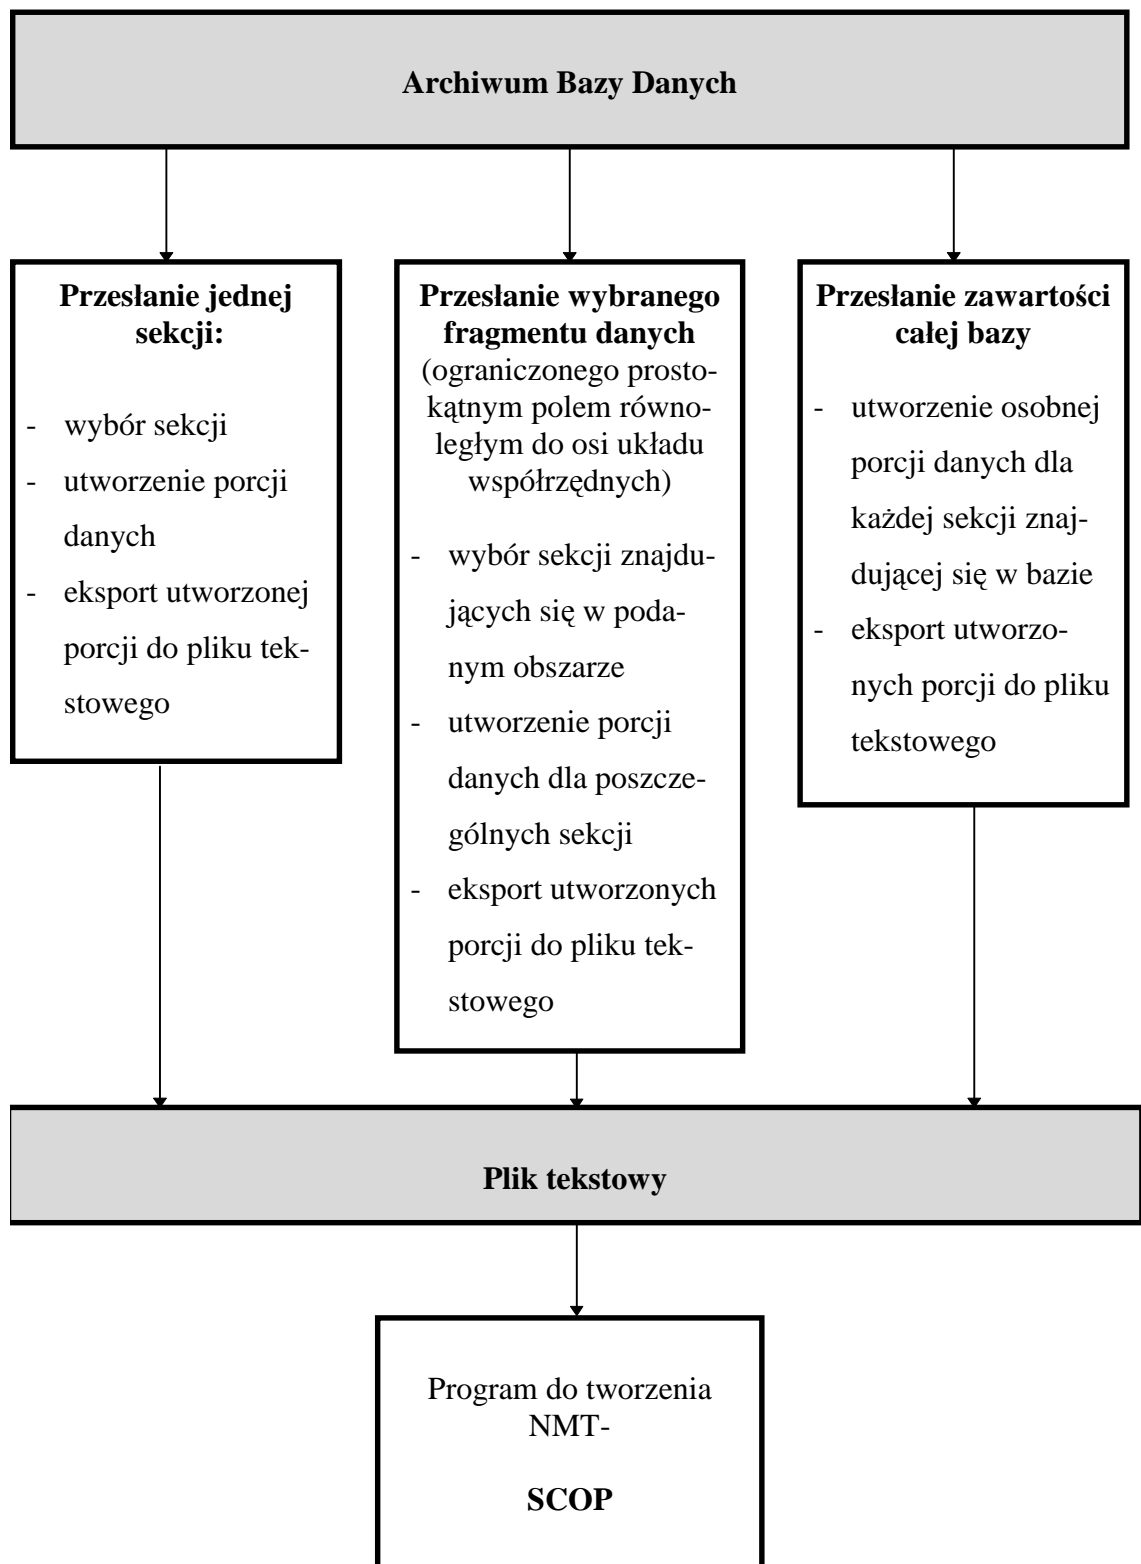 Archiwum Bazy Danych
Przesłanie jednej
sekcji:
- wybór sekcji
- utworzenie porcji
danych
- eksport utworzonej
porcji do pliku tek-
stowego
Przesłanie wybranego
fragmentu danych
(ograniczonego prosto-
kątnym polem równo-
ległym do osi układu
współrzędnych)
- wybór sekcji znajdu-
jących się w poda-
nym obszarze
- utworzenie porcji
danych dla poszcze-
gólnych sekcji
- eksport utworzonych
porcji do pliku tek-
stowego
Przesłanie zawartości
całej bazy
- utworzenie osobnej
porcji danych dla
każdej sekcji znaj-
dującej się w bazie
- eksport utworzo-
nych porcji do pliku
tekstowego
Plik tekstowy
Program do tworzenia
NMT-
SCOP